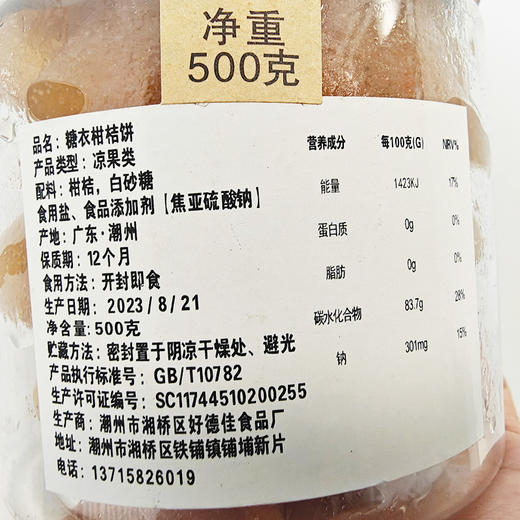 净重
500克
品名：糖衣柑桔饼
产品类型：凉果类
配料：柑桔，白砂糖
食用盐、食品添加剂【焦亚硫酸钠】
产地：广东·潮州
保质期：12个月
食用方法：开封即食
生产日期：2023/8/21
净含量:500克
贮藏方法：密封置于阴凉干燥处、避光
产品执行标准号：GB/T10782
生产许可证编号：SC11744510200255
生产商：潮州市湘桥区好德佳食品厂
地址：潮州市湘桥区铁铺镇铺埔新片
电话：13715826019
营养成分 每100克(G) NRV%
能量 1423KJ 17%
蛋白质 0g 0%
脂肪 0g 0%
碳水化合物 83.7g 28%
钠 301mg 15%